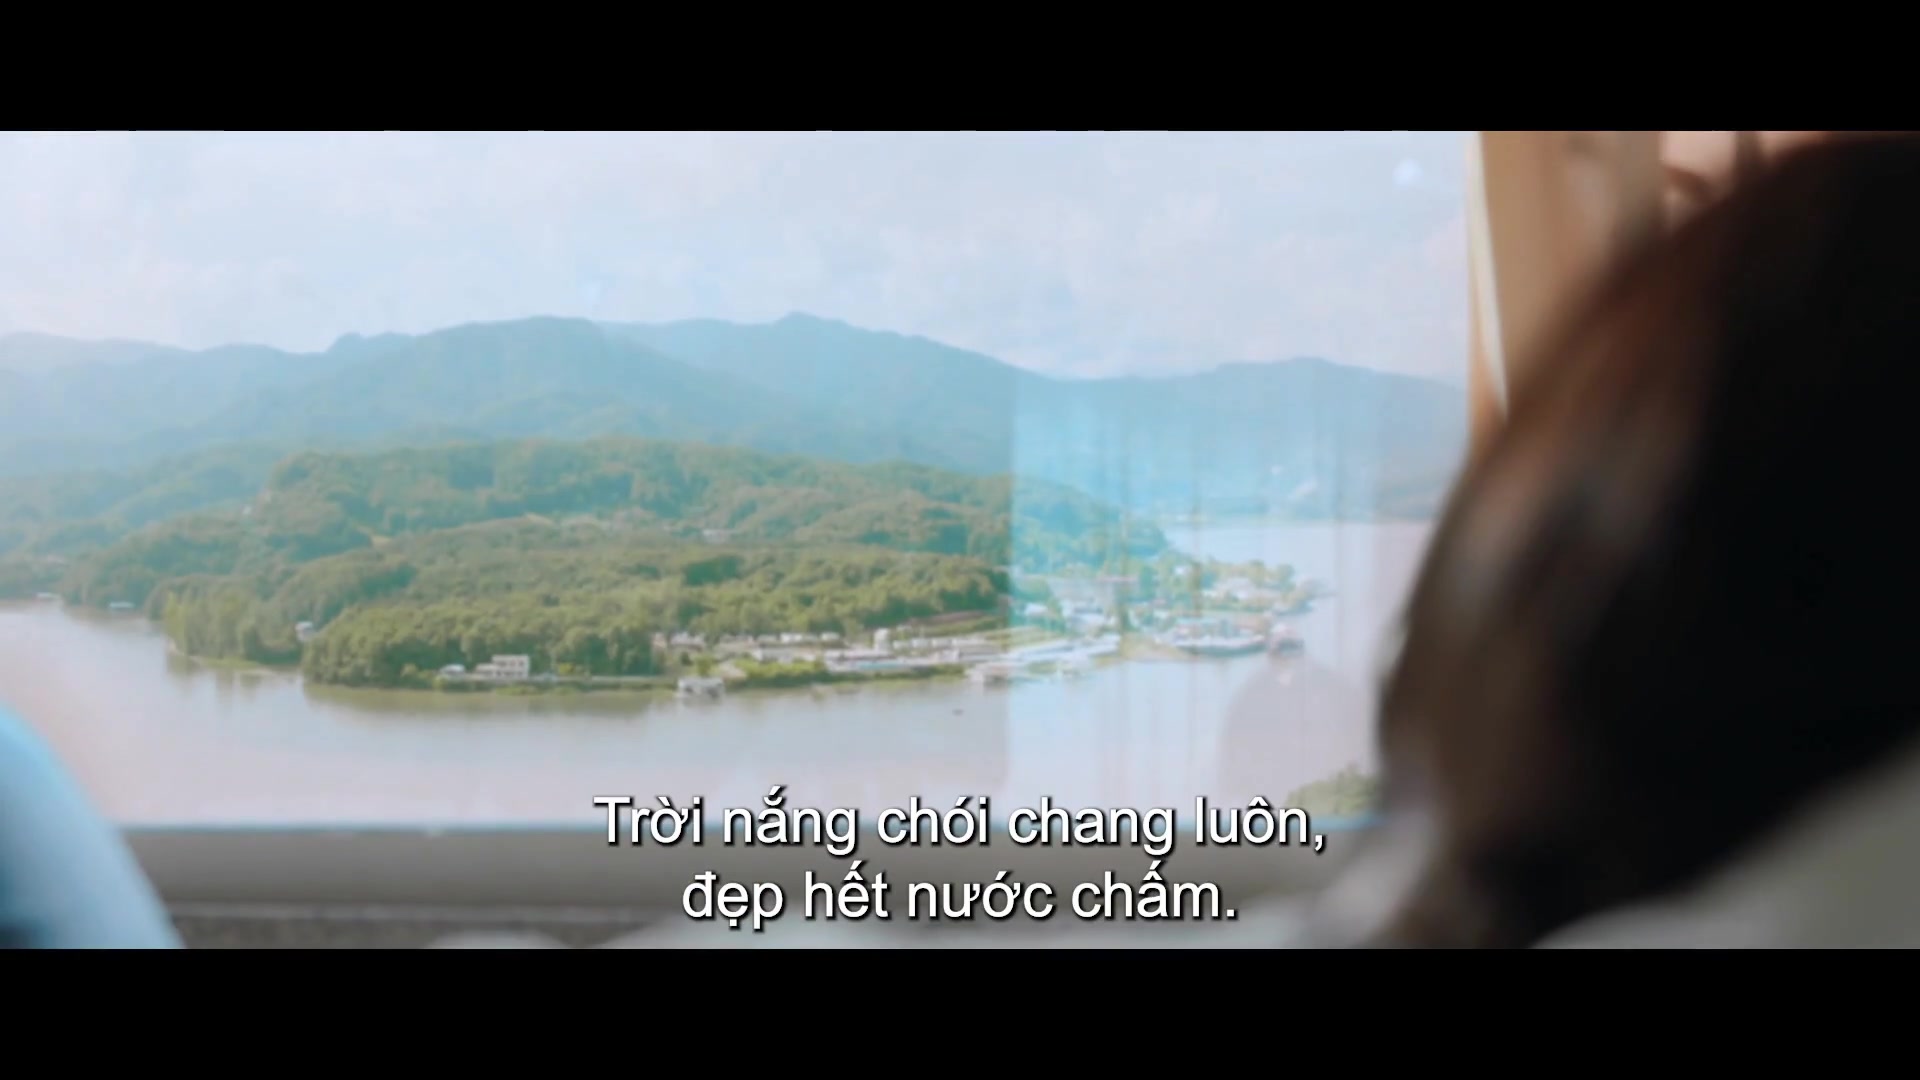 Trời nắng chói chang luôn,
đẹp hết nước chấm.